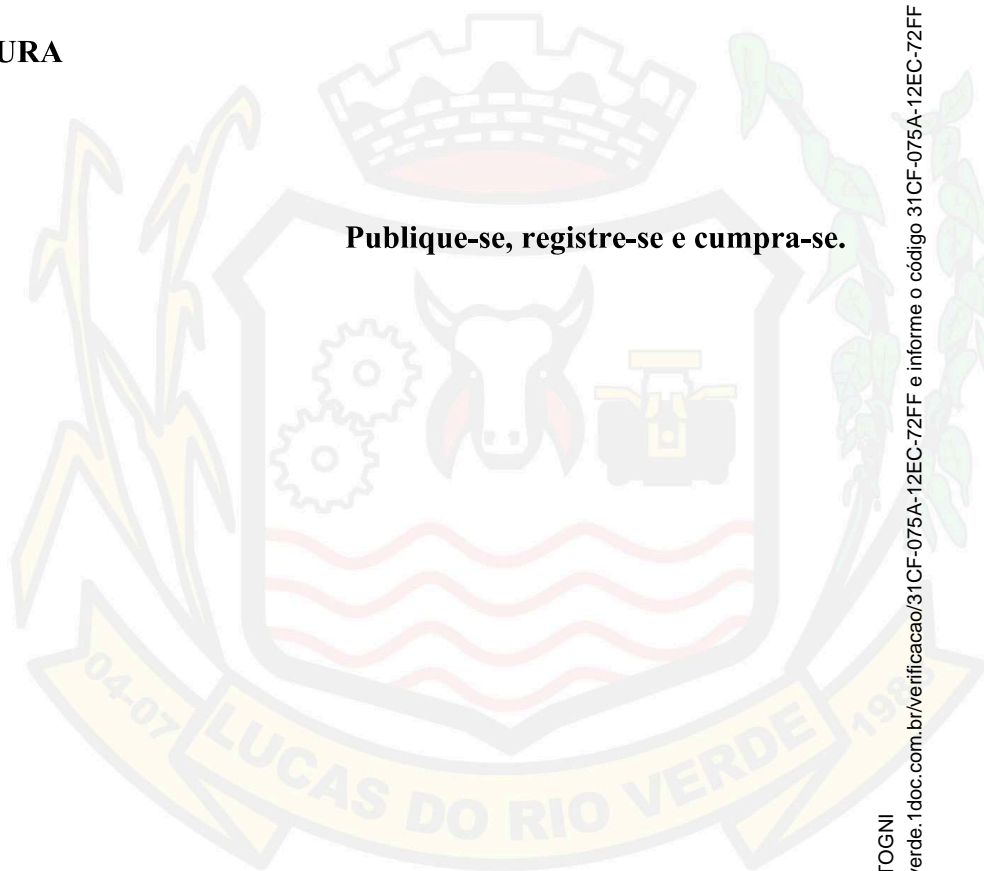 URA
Publique-se, registre-se e cumpra-se.
04-07
LUCAS DO RIO VERDE
TOGNI
verde.1doc.com.br/verificacao/31CF-075A-12EC-72FF e informe o código 31CF-075A-12EC-72FF